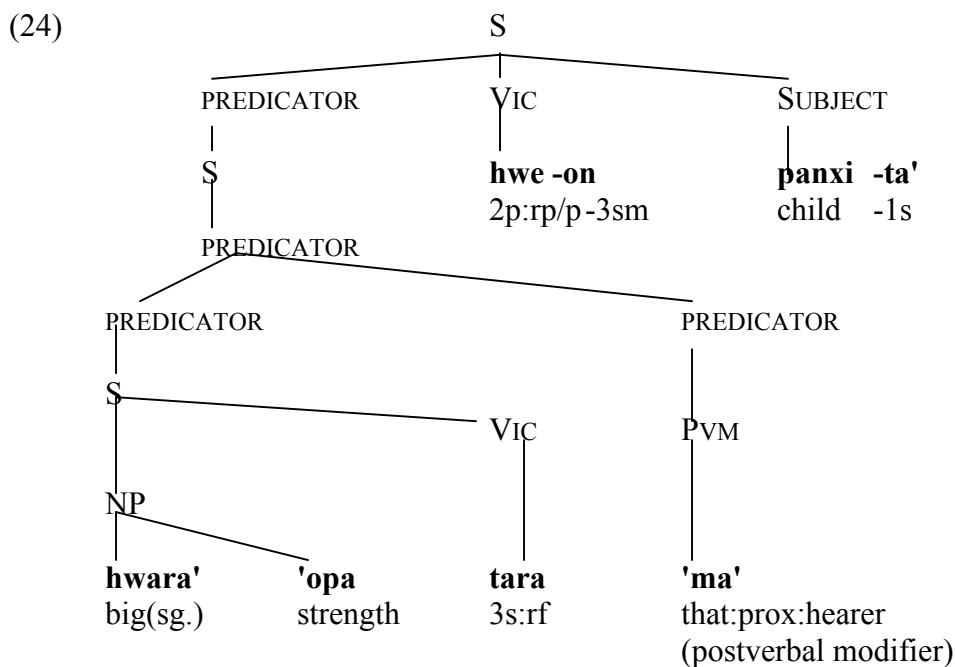 (24) S
PREDICATOR VIC SUBJECT
S hwe -on panxi -ta'
2p:rp/p -3sm child -1s
PREDICATOR
PREDICATOR PREDICATOR
S
VIC PVM
NP
hwara' 'opa tara 'ma'
big(sg.) strength 3s:rf that:prox:hearer
(postverbal modifier)